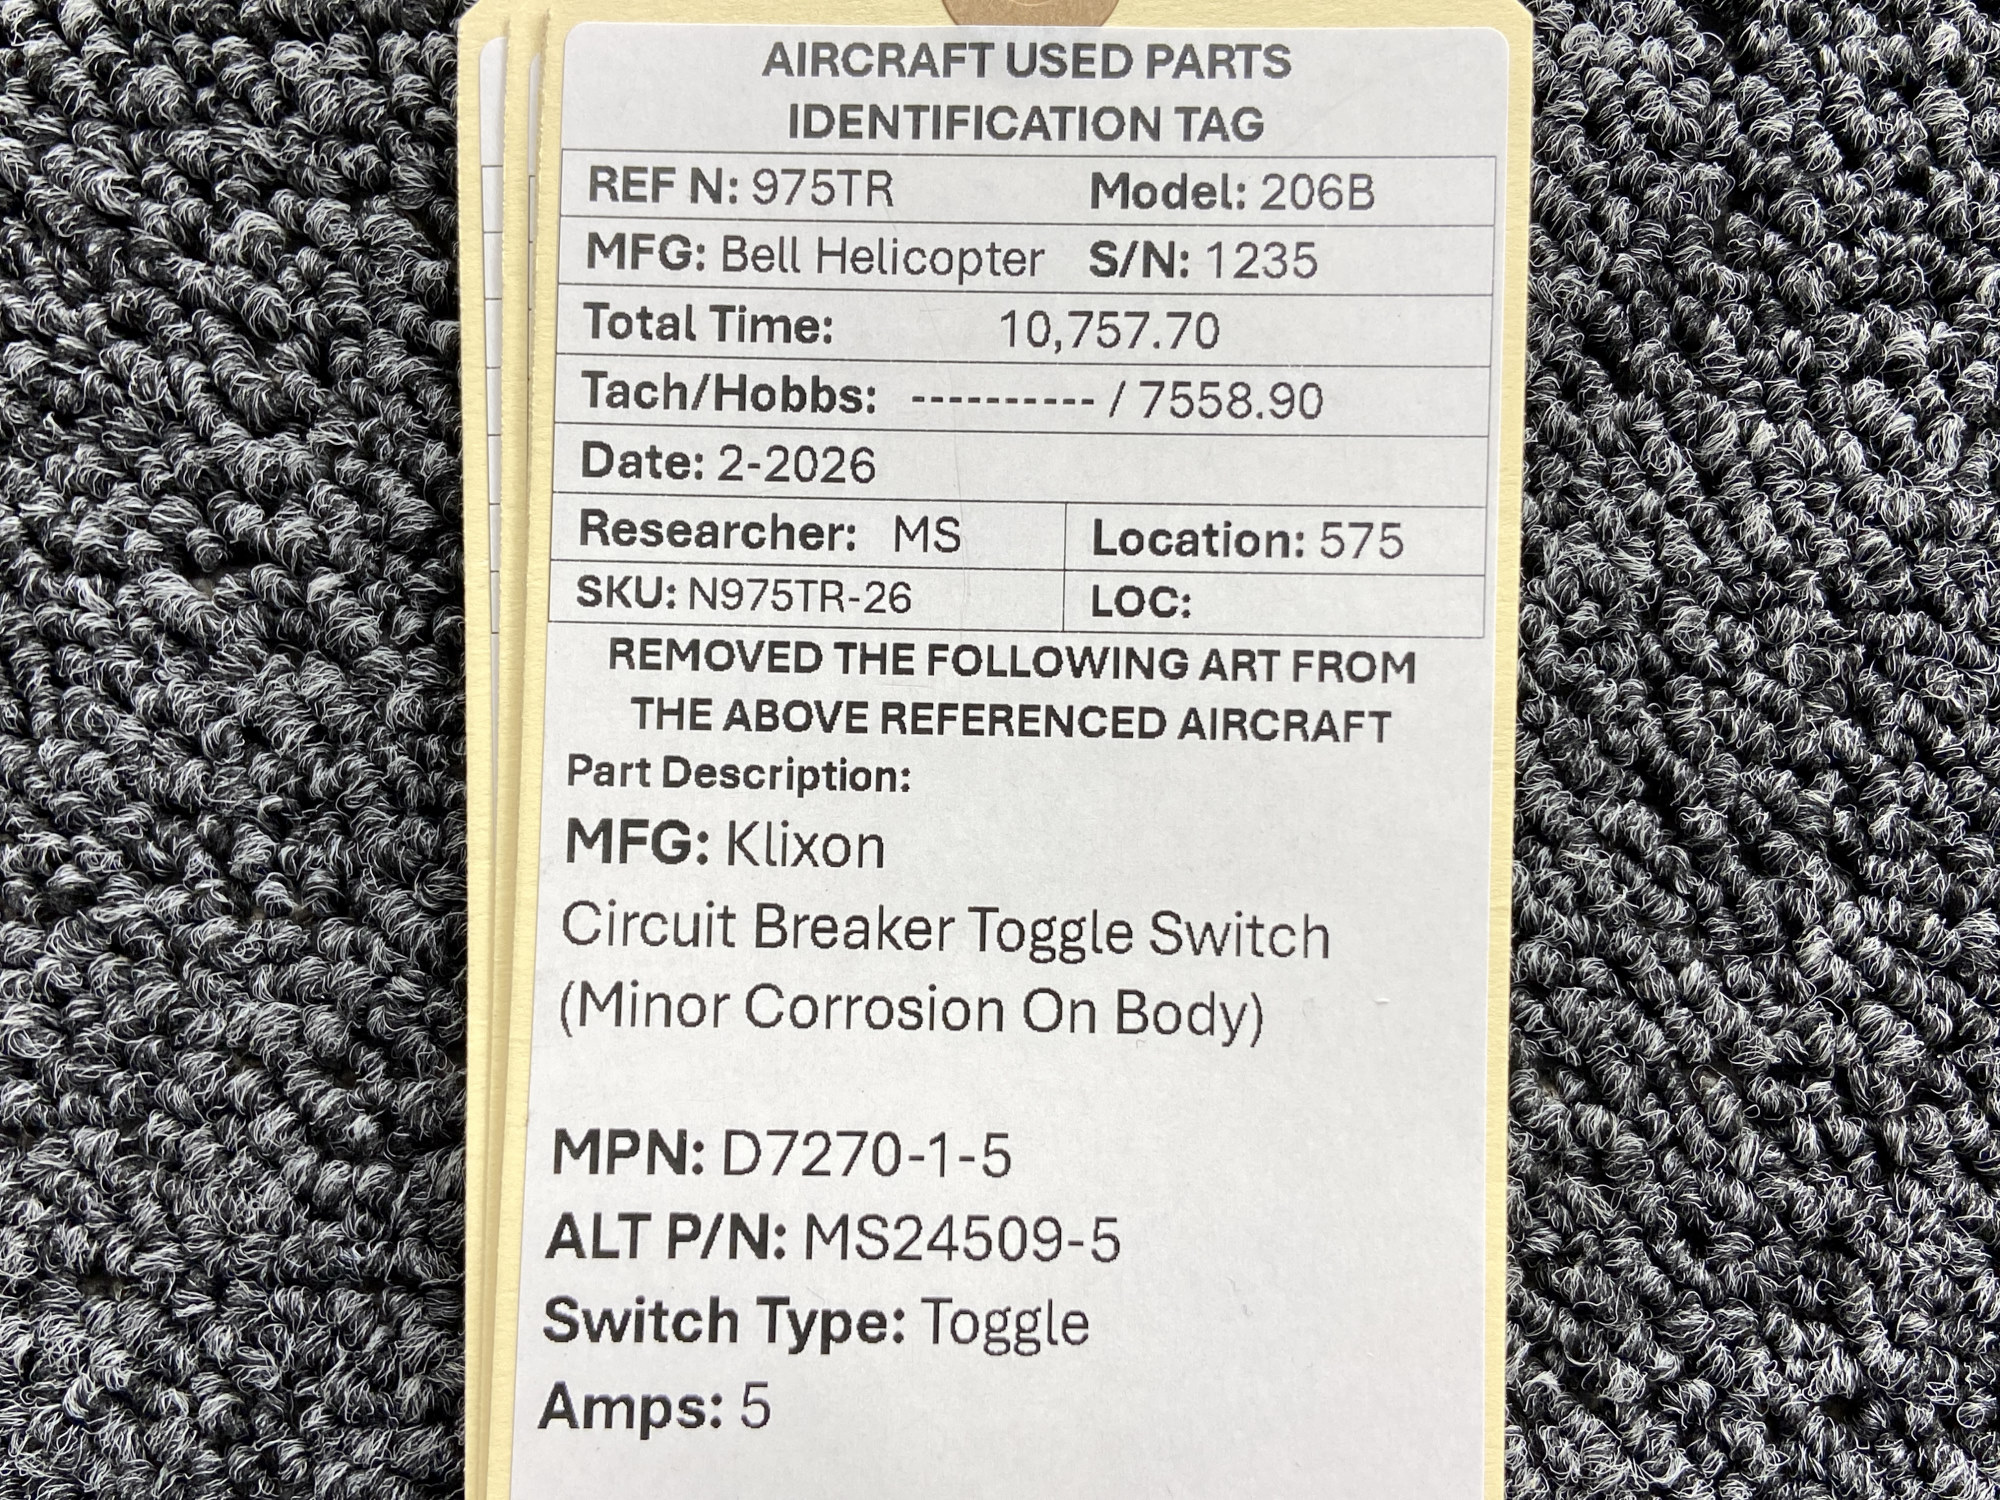 AIRCRAFT USED PARTS
IDENTIFICATION TAG
REF N: 975TR Model: 206B
MFG: Bell Helicopter S/N: 1235
Total Time: 10,757.70
Tach/Hobbs: ---------- / 7558.90
Date: 2-2026
Researcher: MS Location: 575
SKU: N975TR-26 LOC:
REMOVED THE FOLLOWING ART FROM
THE ABOVE REFERENCED AIRCRAFT
Part Description:
MFG: Klixon
Circuit Breaker Toggle Switch
(Minor Corrosion On Body)
MPN: D7270-1-5
ALT P/N: MS24509-5
Switch Type: Toggle
Amps: 5